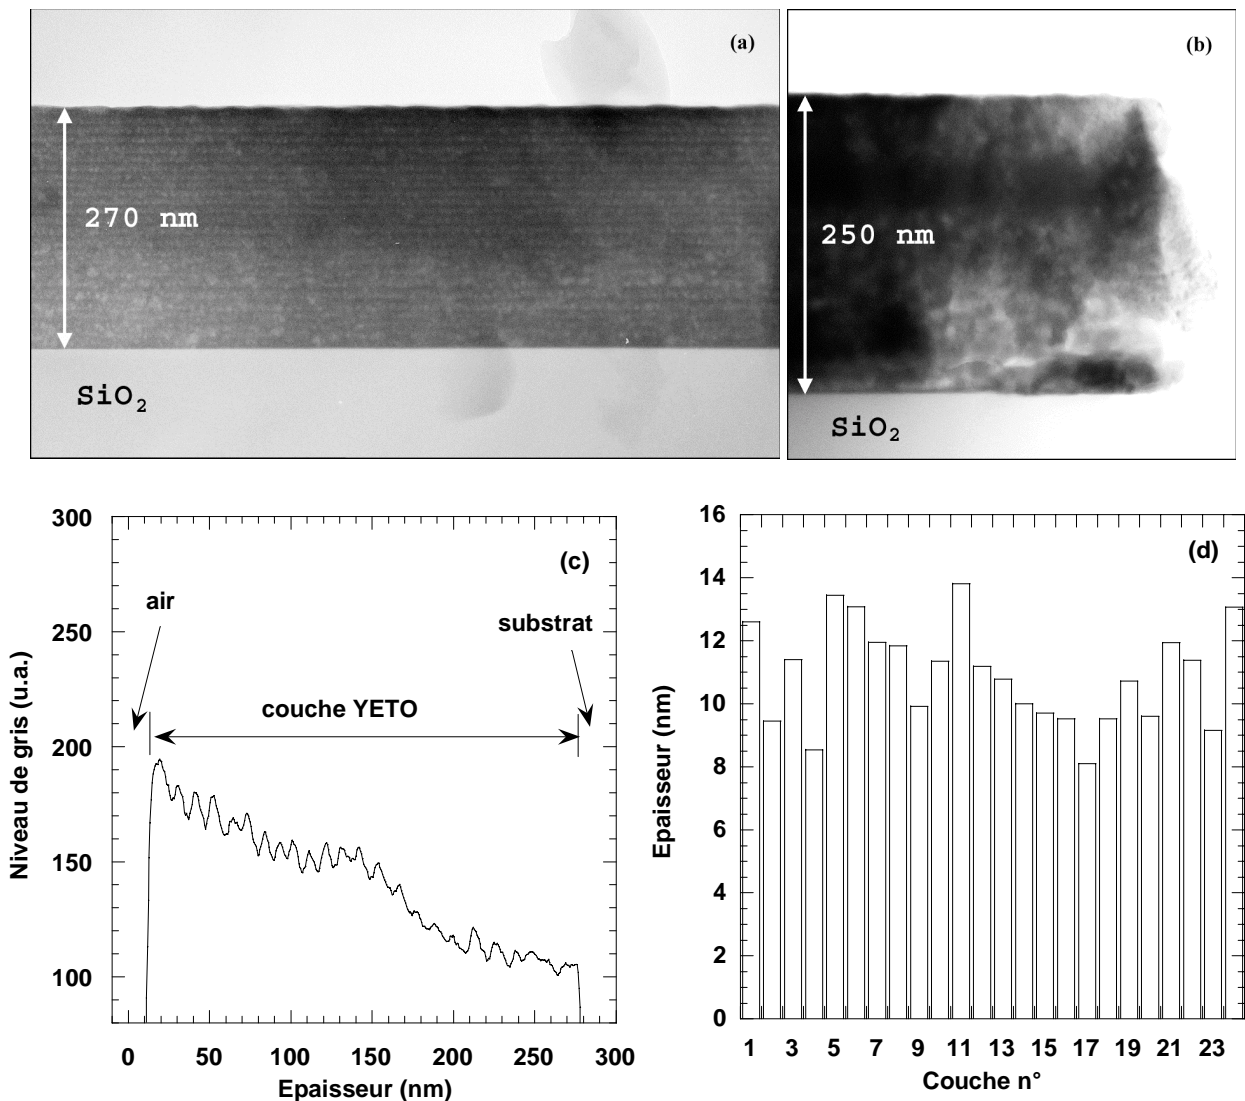 (a)
270 nm
SiO₂
(b)
250 nm
SiO₂
300
250
200
150
100
0 50 100 150 200 250 300
Niveau de gris (u.a.)
Epaisseur (nm)
(c)
air
substrat
couche YETO
16
14
12
10
8
6
4
2
0
1 3 5 7 9 11 13 15 17 19 21 23
Epaisseur (nm)
Couche n°
(d)